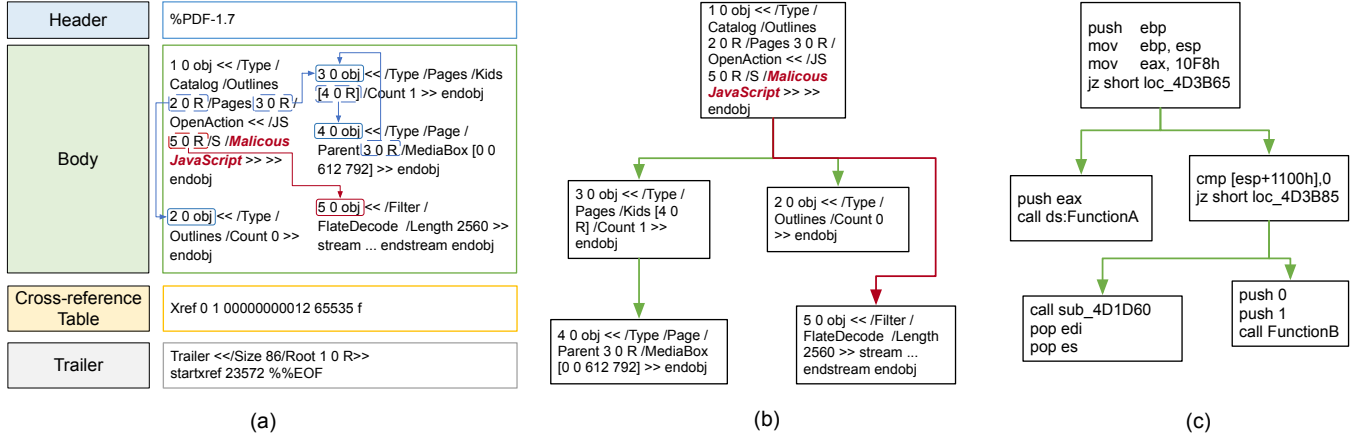 Header
%PDF-1.7
Body
1 0 obj << /Type /
Catalog /Outlines
2 0 R /Pages 3 0 R /
OpenAction << /JS
5 0 R /S /Malicous
JavaScript >> >>
endobj
2 0 obj << /Type /
Outlines /Count 0 >>
endobj
3 0 obj << /Type /Pages /Kids
[4 0 R] /Count 1 >> endobj
4 0 obj << /Type /Page /
Parent 3 0 R /MediaBox [0 0
612 792] >> endobj
5 0 obj << /Filter /
FlateDecode /Length 2560 >>
stream ... endstream endobj
Cross-reference
Table
Xref 0 1 00000000012 65535 f
Trailer
Trailer <</Size 86/Root 1 0 R>>
startxref 23572 %%EOF
(a)
1 0 obj << /Type /
Catalog /Outlines
2 0 R /Pages 3 0 R /
OpenAction << /JS
5 0 R /S /Malicous
JavaScript >> >>
endobj
3 0 obj << /Type /
Pages /Kids [4 0
R] /Count 1 >>
endobj
2 0 obj << /Type /
Outlines /Count 0
>> endobj
4 0 obj << /Type /Page /
Parent 3 0 R /MediaBox
[0 0 612 792] >> endobj
5 0 obj << /Filter /
FlateDecode /Length
2560 >> stream ...
endstream endobj
(b)
push ebp
mov ebp, esp
mov eax, 10F8h
jz short loc_4D3B65
push eax
call ds:FunctionA
cmp [esp+1100h],0
jz short loc_4D3B85
call sub_4D1D60
pop edi
pop es
push 0
push 1
call FunctionB
(c)